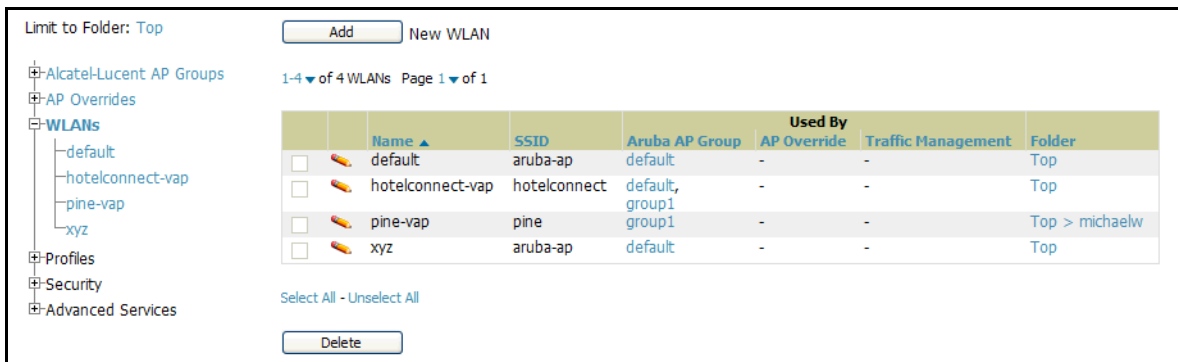 Limit to Folder: Top
Alcatel-Lucent AP Groups
AP Overrides
WLANs
default
hotelconnect-vap
pine-vap
xyz
Profiles
Security
Advanced Services
Add New WLAN
1-4 of 4 WLANs Page 1 of 1
Used By
Name SSID Aruba AP Group AP Override Traffic Management Folder
default aruba-ap default - - Top
hotelconnect-vap hotelconnect default, - - Top
group1
pine-vap pine group1 - - Top > michaelw
xyz aruba-ap default - - Top
Select All - Unselect All
Delete